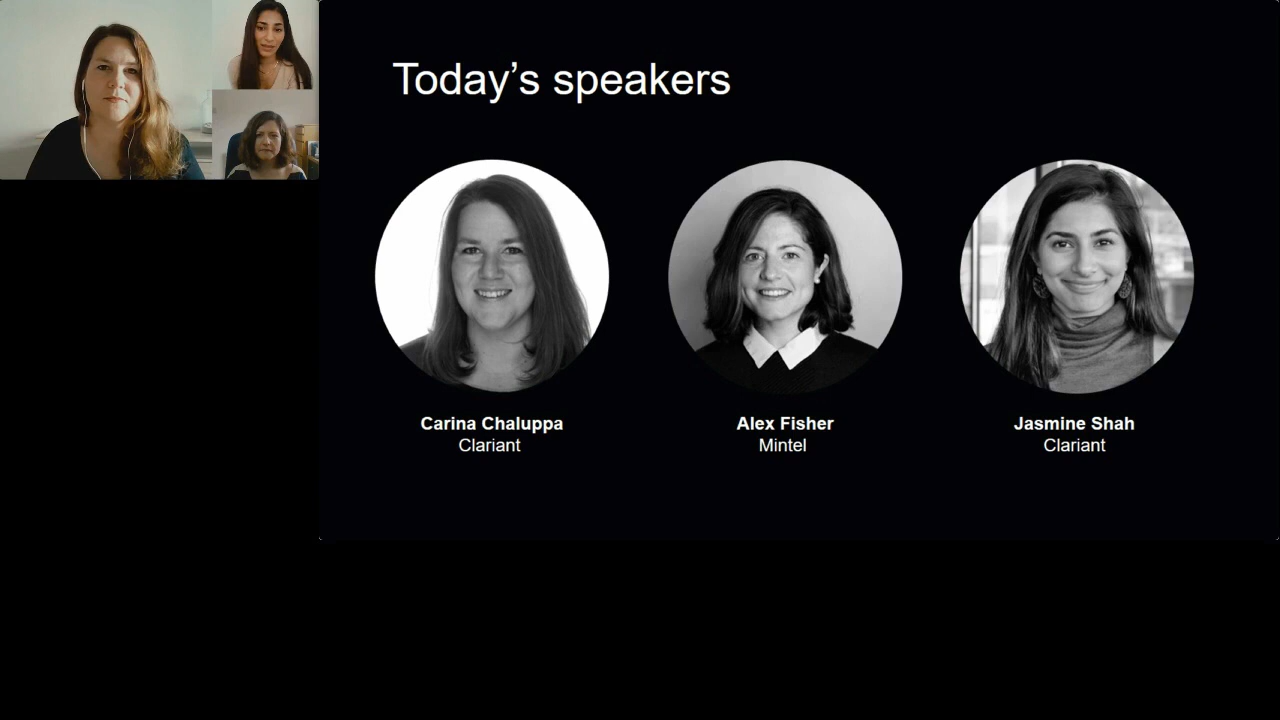 Today’s speakers
Carina Chaluppa
Clariant
Alex Fisher
Mintel
Jasmine Shah
Clariant